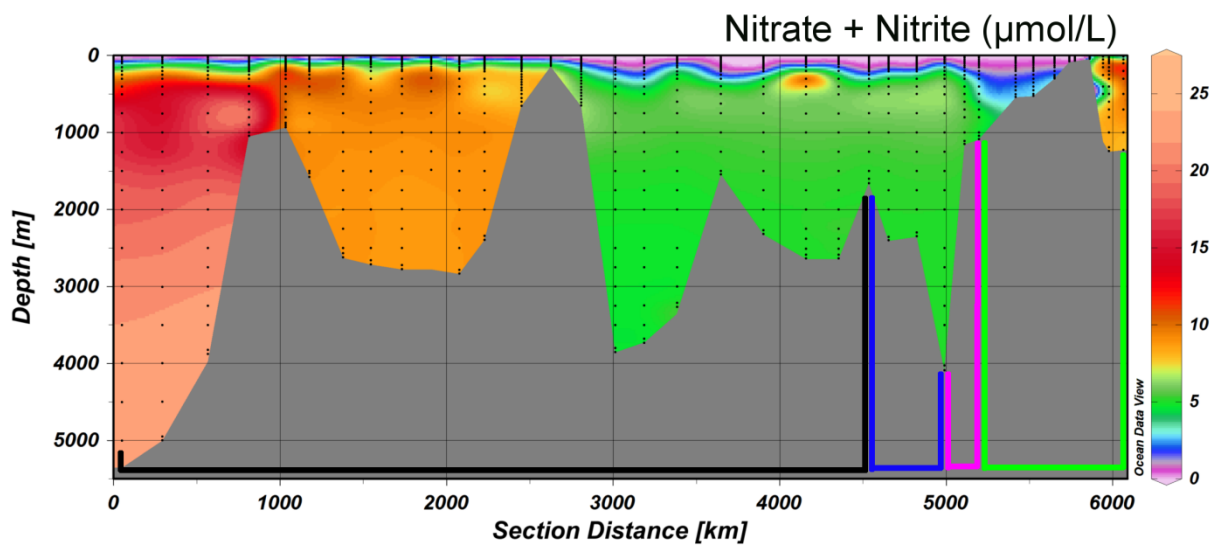 Nitrate + Nitrite (µmol/L)
0
1000
2000
3000
4000
5000
Depth [m]
0 1000 2000 3000 4000 5000 6000
Section Distance [km]
25
20
15
10
5
0
Ocean Data View